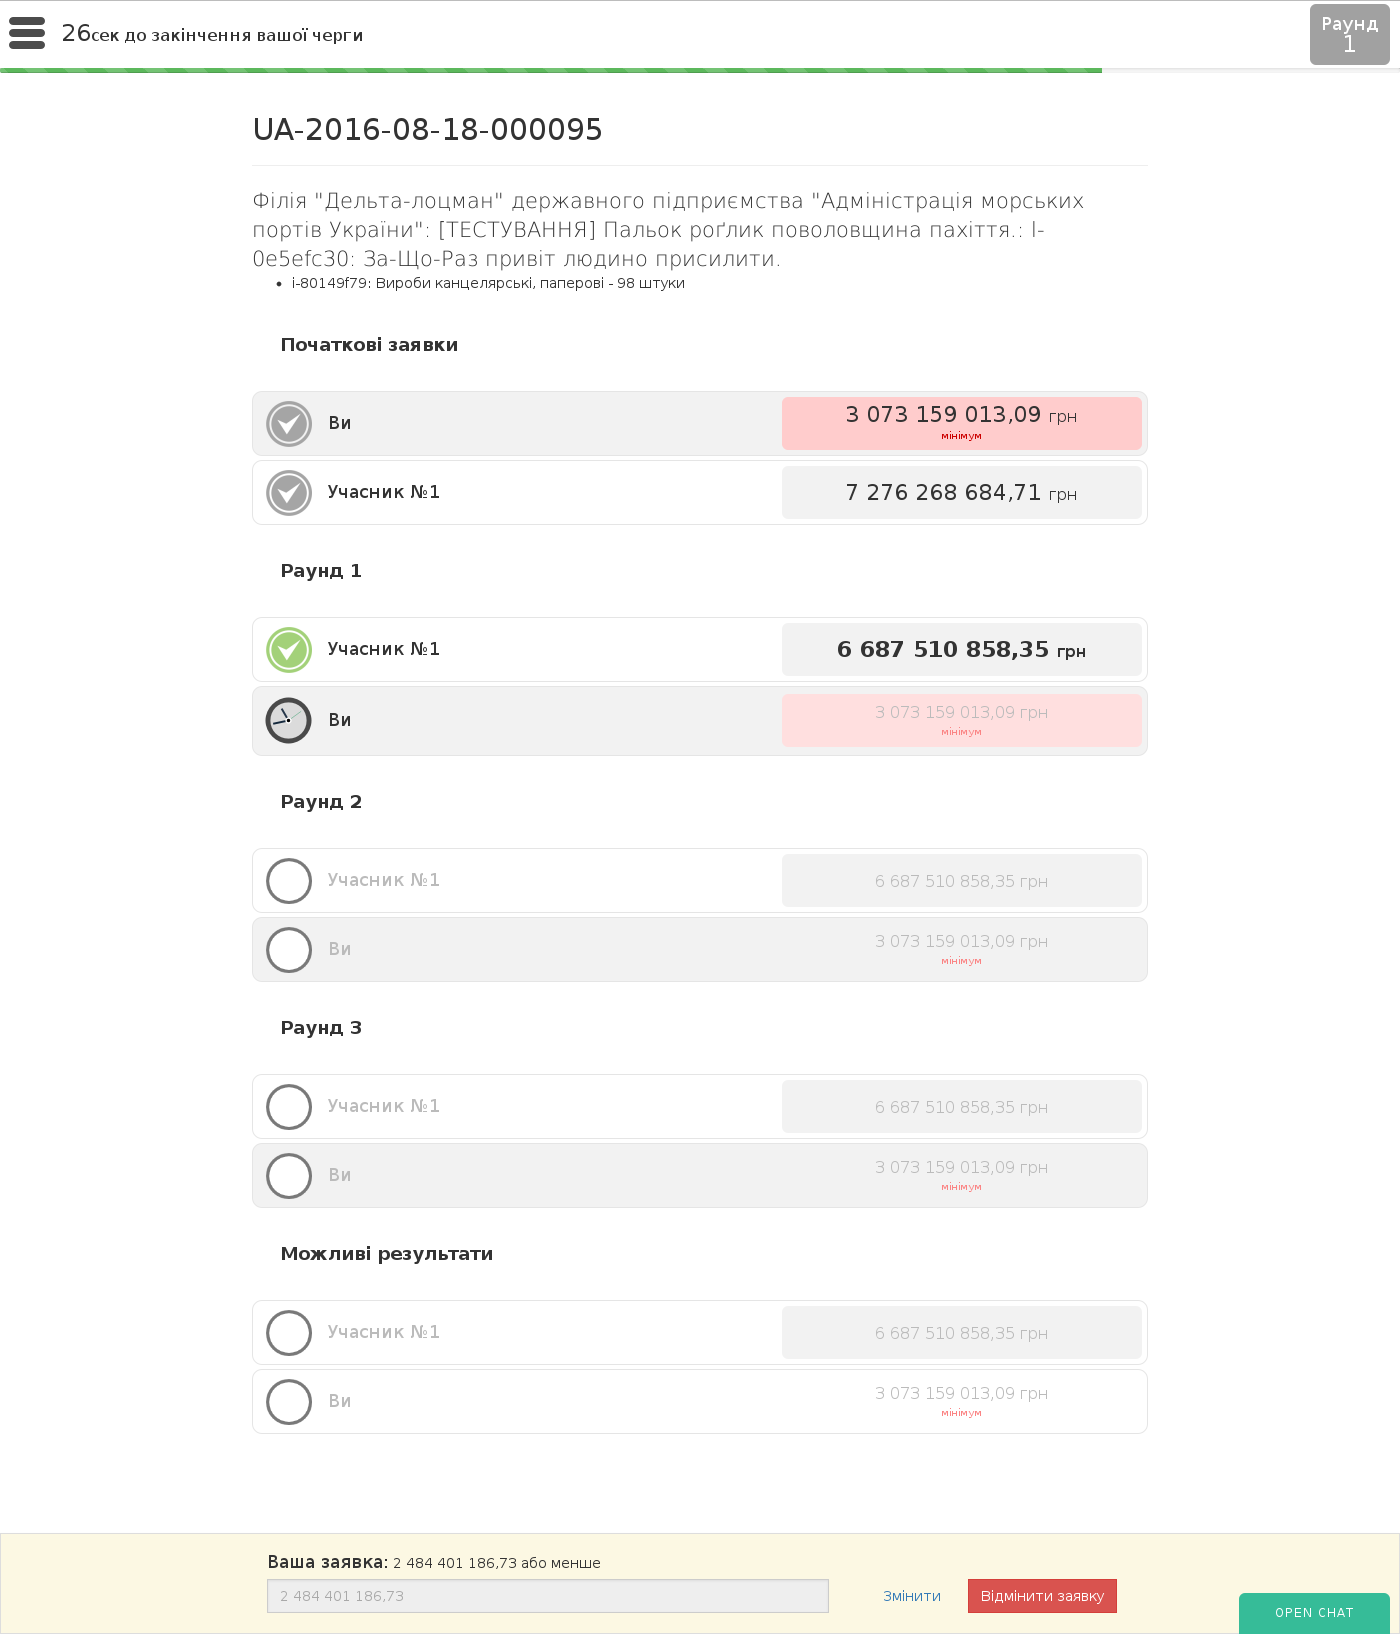 26сек до закінчення вашої черги
Раунд
1
UA-2016-08-18-000095
Філія "Дельта-лоцман" державного підприємства "Адміністрація морських
портів України": [ТЕСТУВАННЯ] Пальок роґлик поволовщина пахіття.: I-
0e5efc30: За-Що-Раз привіт людино присилити.
i-80149f79: Вироби канцелярські, паперові - 98 штуки
Початкові заявки
Ви
3 073 159 013,09 грн
мінімум
Учасник №1
7 276 268 684,71 грн
Раунд 1
Учасник №1
6 687 510 858,35 грн
Ви
3 073 159 013,09 грн
мінімум
Раунд 2
Учасник №1
6 687 510 858,35 грн
Ви
3 073 159 013,09 грн
мінімум
Раунд 3
Учасник №1
6 687 510 858,35 грн
Ви
3 073 159 013,09 грн
мінімум
Можливі результати
Учасник №1
6 687 510 858,35 грн
Ви
3 073 159 013,09 грн
мінімум
Ваша заявка: 2 484 401 186,73 або менше
2 484 401 186,73
Змінити
Відмінити заявку
OPEN CHAT